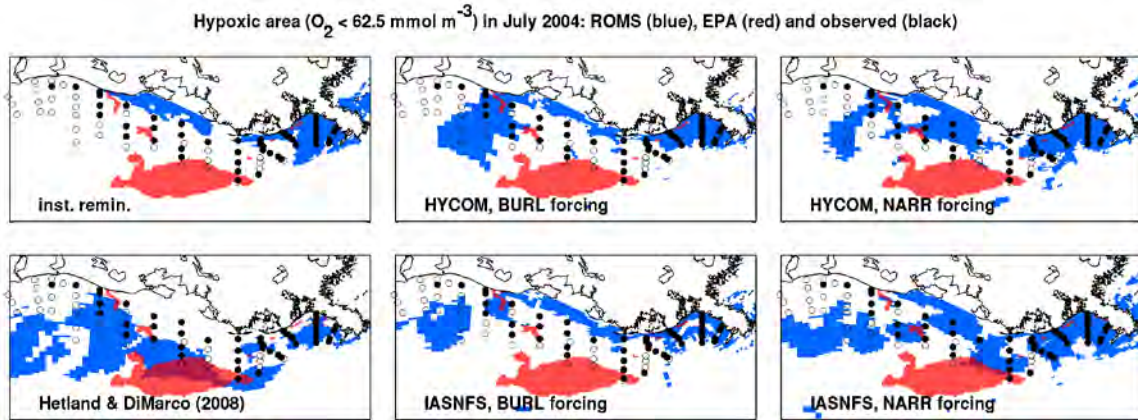 Hypoxic area (O2 < 62.5 mmol m-3) in July 2004: ROMS (blue), EPA (red) and observed (black)
inst. remin.
HYCOM, BURL forcing
HYCOM, NARR forcing
Hetland & DiMarco (2008)
IASNFS, BURL forcing
IASNFS, NARR forcing